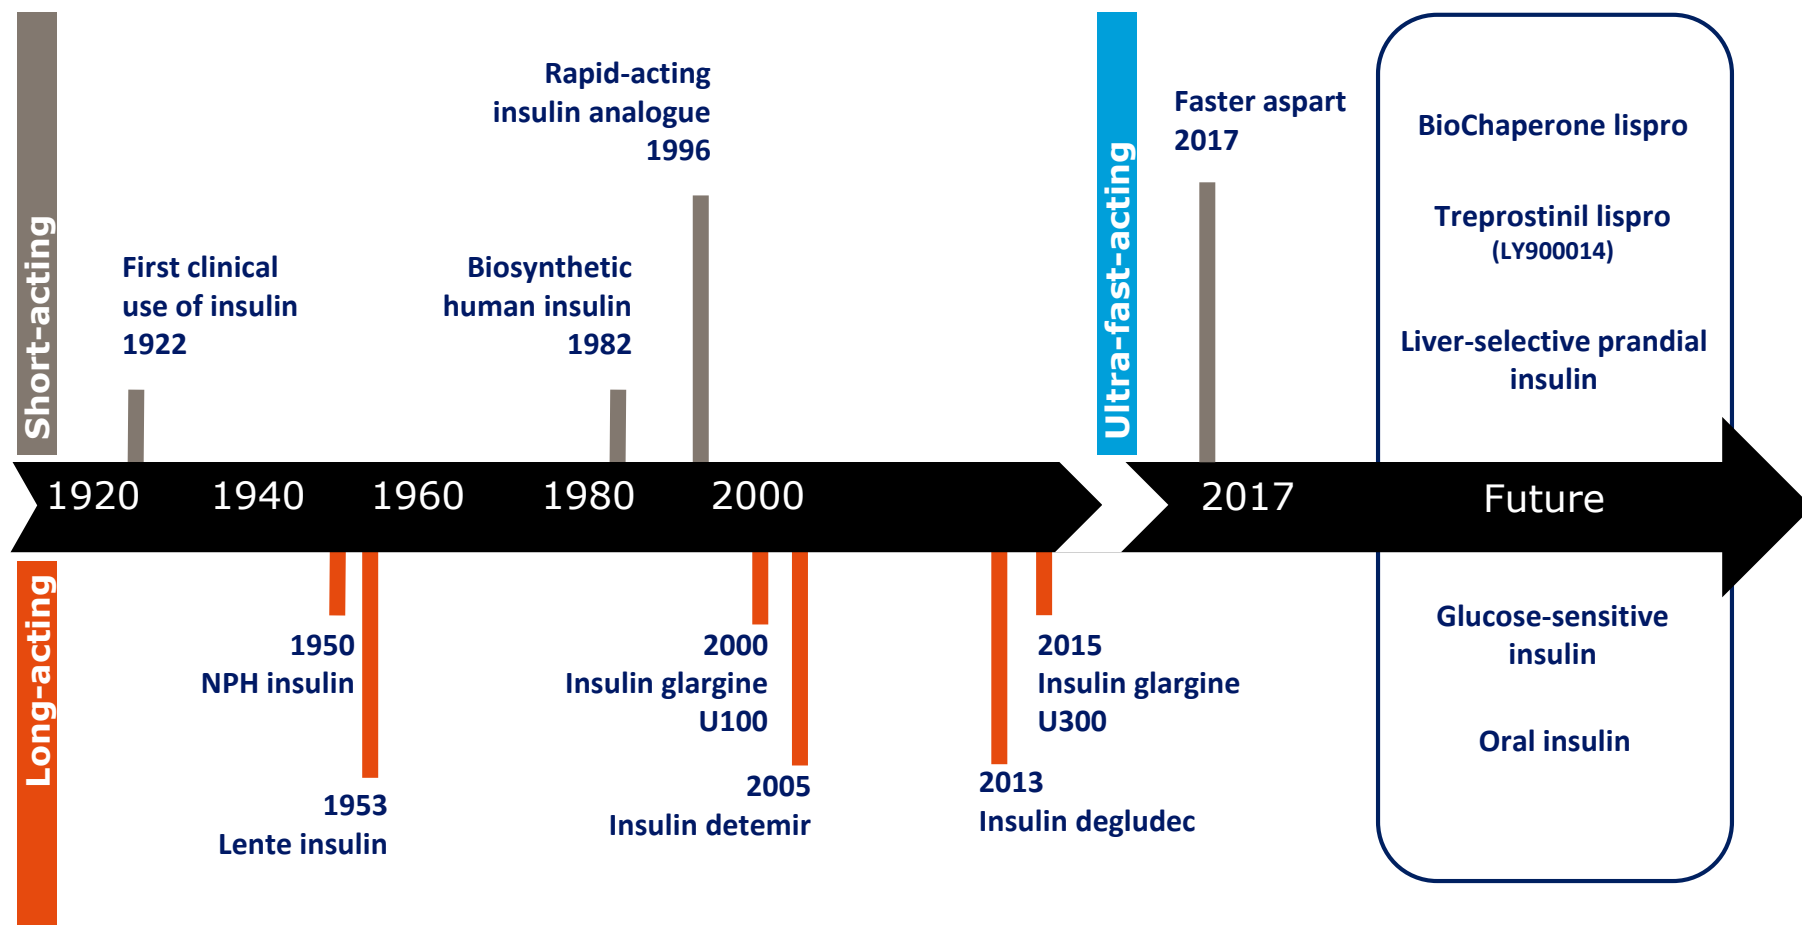 Short-acting
First clinical
use of insulin
1922
Biosynthetic
human insulin
1982
Rapid-acting
insulin analogue
1996
Ultra-fast-acting
Faster aspart
2017
BioChaperone lispro
Treprostinil lispro
(LY900014)
Liver-selective prandial
insulin
1920 1940 1960 1980 2000 2017 Future
Long-acting
1950
NPH insulin
1953
Lente insulin
2000
Insulin glargine
U100
2005
Insulin detemir
2013
Insulin degludec
2015
Insulin glargine
U300
Glucose-sensitive
insulin
Oral insulin